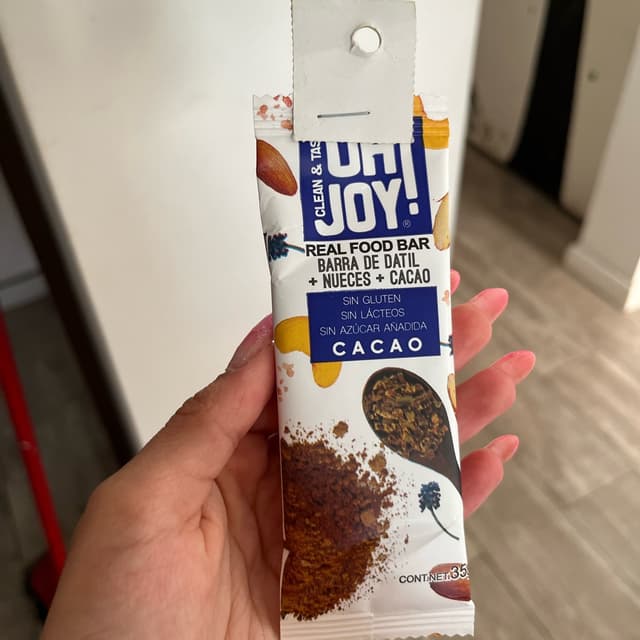 CLEAN & TAS
OH!
JOY!
®
REAL FOOD BAR
BARRA DE DATIL
+ NUECES + CACAO
SIN GLUTEN
SIN LÁCTEOS
SIN AZÚCAR AÑADIDA
CACAO
CONT.NET.35